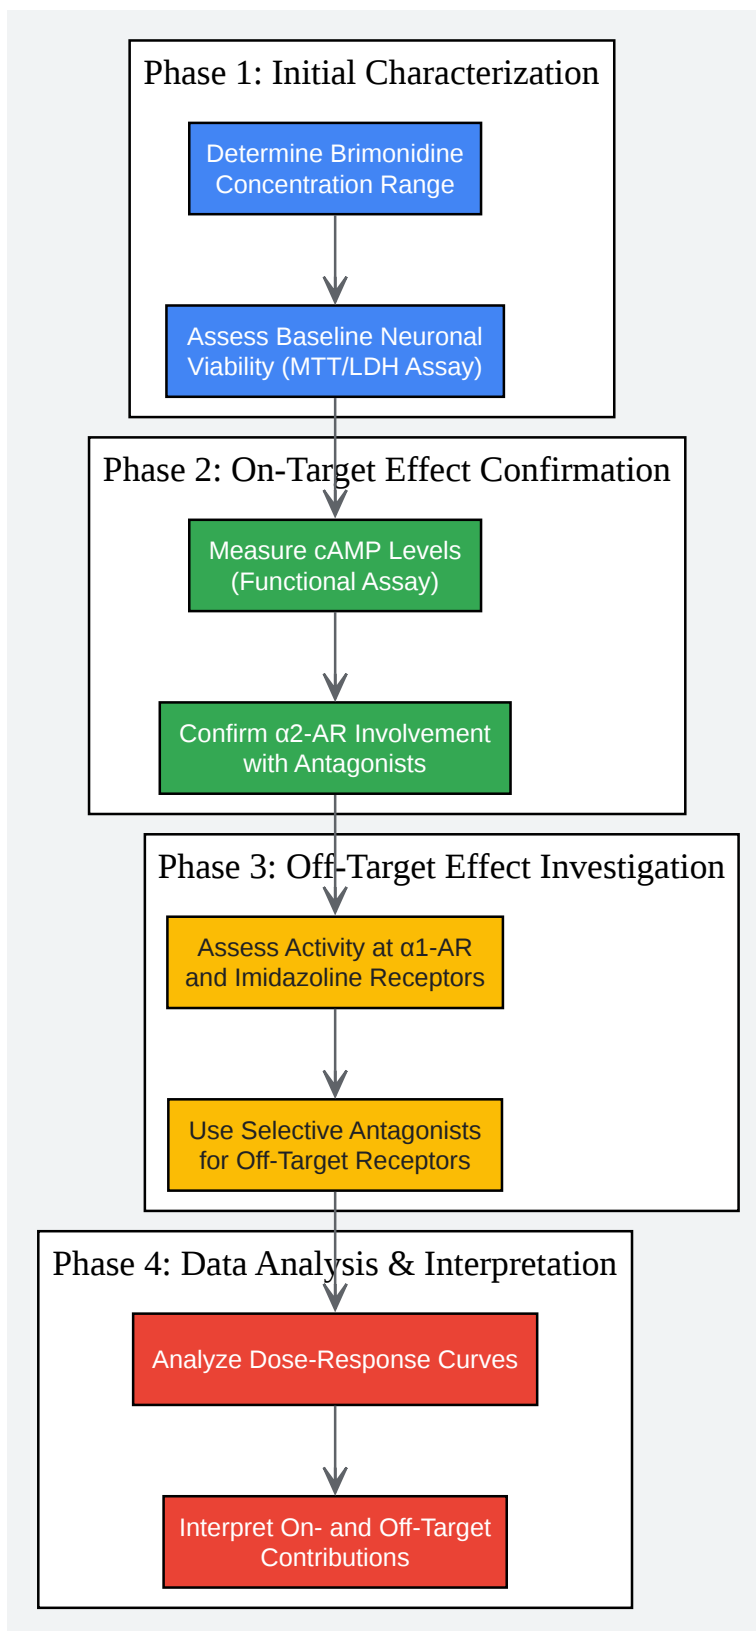 Phase 1: Initial Characterization
Determine Brimonidine
Concentration Range
Assess Baseline Neuronal
Viability (MTT/LDH Assay)
Phase 2: On-Target Effect Confirmation
Measure cAMP Levels
(Functional Assay)
Confirm α2-AR Involvement
with Antagonists
Phase 3: Off-Target Effect Investigation
Assess Activity at α1-AR
and Imidazoline Receptors
Use Selective Antagonists
for Off-Target Receptors
Phase 4: Data Analysis & Interpretation
Analyze Dose-Response Curves
Interpret On- and Off-Target
Contributions